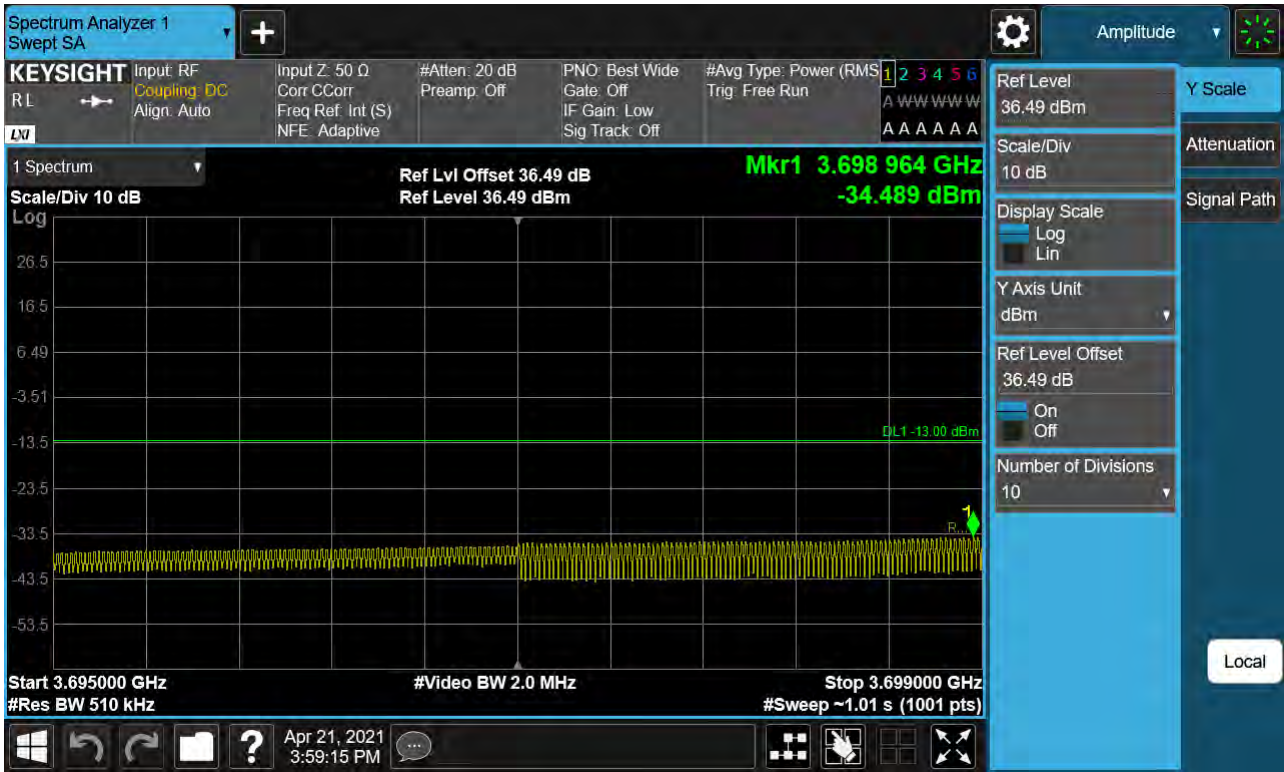 Spectrum Analyzer 1
Swept SA
Amplitude
KEYSIGHT
RL
LXI
Input: RF
Coupling: DC
Align: Auto
Input Z: 50 Ω
Corr CCorr
Freq Ref: Int (S)
NFE: Adaptive
#Atten: 20 dB
Preamp: Off
PNO: Best Wide
Gate: Off
IF Gain: Low
Sig Track: Off
#Avg Type: Power (RMS
Trig: Free Run
1 2 3 4 5 6
A W W W W W
A A A A A A
1 Spectrum
Scale/Div 10 dB
Log
Ref Lvl Offset 36.49 dB
Ref Level 36.49 dBm
Mkr1 3.698 964 GHz
-34.489 dBm
26.5
16.5
6.49
-3.51
-13.5
-23.5
-33.5
-43.5
-53.5
DL1 -13.00 dBm
1
R...
Start 3.695000 GHz
#Res BW 510 kHz
#Video BW 2.0 MHz
Stop 3.699000 GHz
#Sweep ~1.01 s (1001 pts)
Ref Level
36.49 dBm
Scale/Div
10 dB
Display Scale
Log
Lin
Y Axis Unit
dBm
Ref Level Offset
36.49 dB
On
Off
Number of Divisions
10
Y Scale
Attenuation
Signal Path
Local
?
Apr 21, 2021
3:59:15 PM